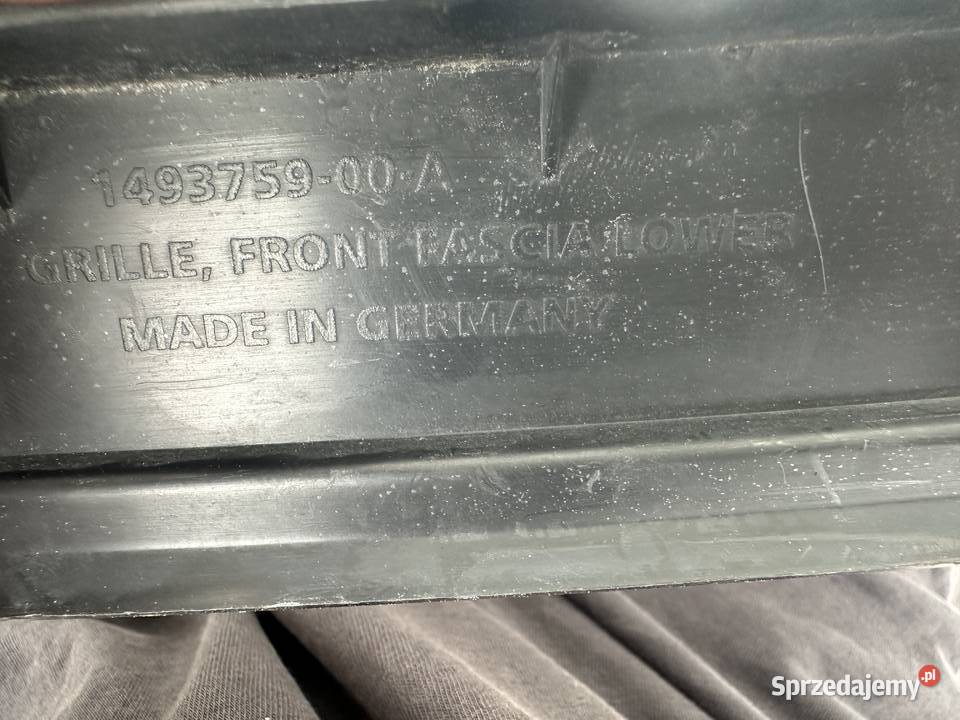 1493759-00-A
GRILLE, FRONT FASCIA LOWER
MADE IN GERMANY
Sprzedajemy.pl